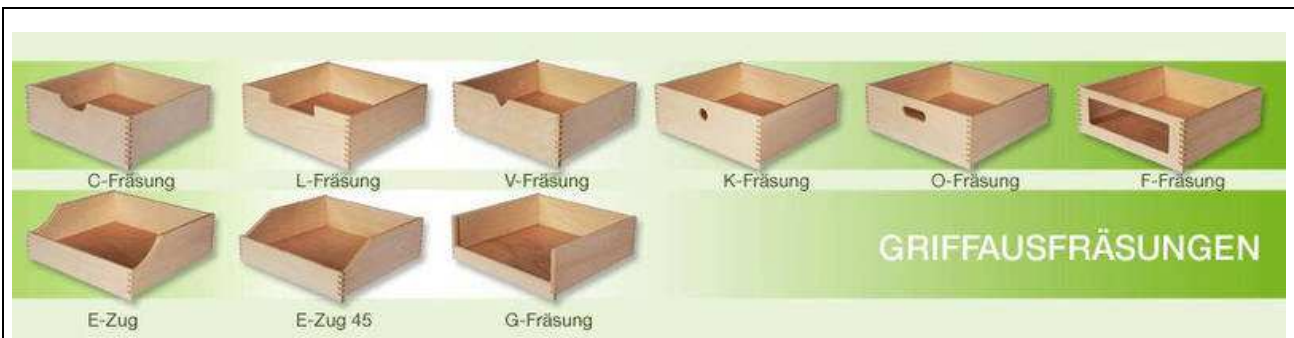 C-Fräsung
L-Fräsung
V-Fräsung
K-Fräsung
O-Fräsung
F-Fräsung
GRIFFAUSFRÄSUNGEN
E-Zug
E-Zug 45
G-Fräsung